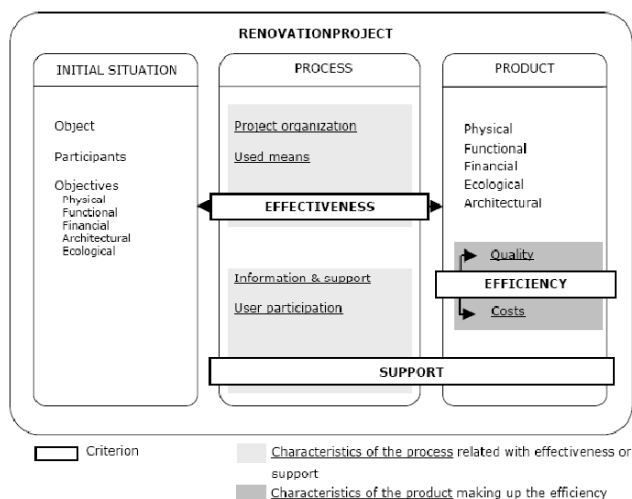 RENOVATIONPROJECT
INITIAL SITUATION
Object
Participants
Objectives
Physical
Functional
Financial
Architectural
Ecological
PROCESS
Project organization
Used means
EFFECTIVENESS
Information & support
User participation
PRODUCT
Physical
Functional
Financial
Ecological
Architectural
Quality
EFFICIENCY
Costs
SUPPORT
Criterion
Characteristics of the process related with effectiveness or
support
Characteristics of the product making up the efficiency